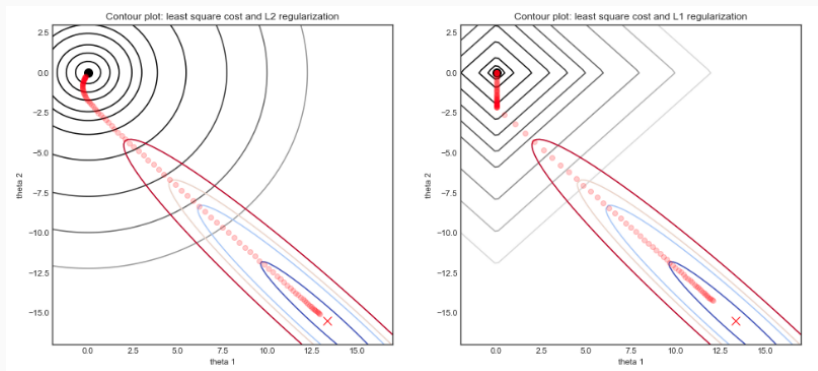 Contour plot: least square cost and L2 regularization
2.5
0.0
−2.5
−5.0
−7.5
−10.0
−12.5
−15.0
theta 2
0.0 2.5 5.0 7.5 10.0 12.5 15.0
theta 1
Contour plot: least square cost and L1 regularization
2.5
0.0
−2.5
−5.0
−7.5
−10.0
−12.5
−15.0
theta 2
0.0 2.5 5.0 7.5 10.0 12.5 15.0
theta 1